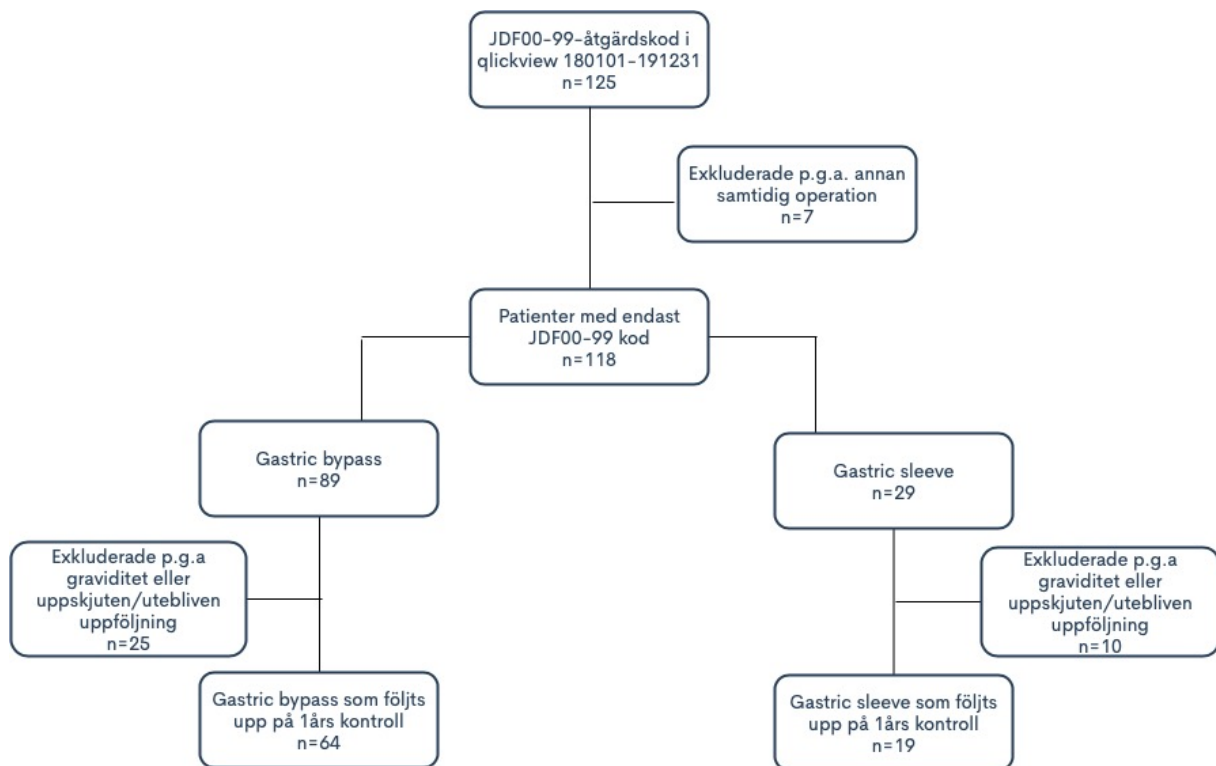 JDF00-99-åtgärdskod i
qlickview 180101-191231
n=125
Exkluderade p.g.a. annan
samtidig operation
n=7
Patienter med endast
JDF00-99 kod
n=118
Gastric bypass
n=89
Gastric sleeve
n=29
Exkluderade p.g.a
graviditet eller
uppskjuten/utebliven
uppföljning
n=25
Exkluderade p.g.a
graviditet eller
uppskjuten/utebliven
uppföljning
n=10
Gastric bypass som följts
upp på 1års kontroll
n=64
Gastric sleeve som följts
upp på 1års kontroll
n=19